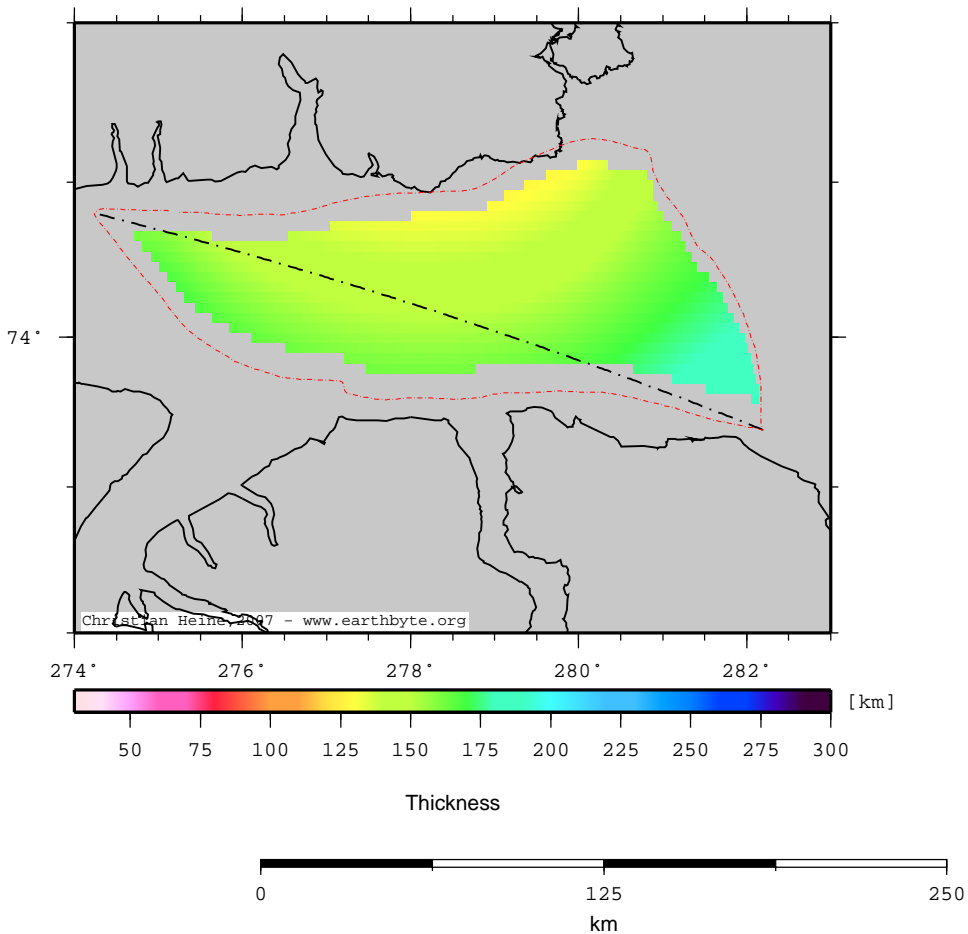 74°
Christian Heine, 2007 - www.earthbyte.org
274° 276° 278° 280° 282°
[km]
50 75 100 125 150 175 200 225 250 275 300
Thickness
0 125 250
km